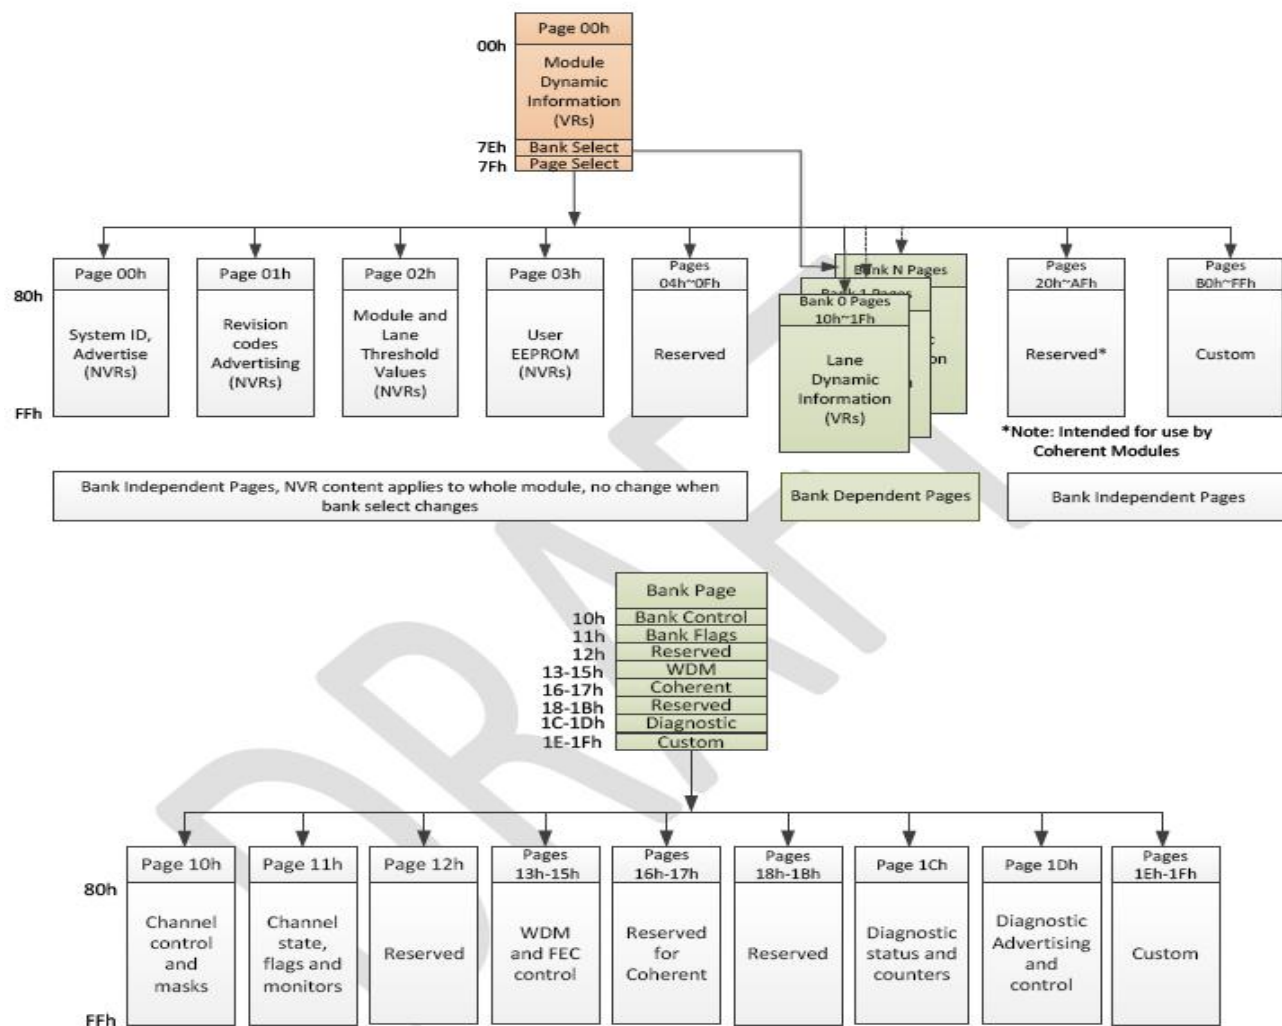 Page 00h
00h
Module
Dynamic
Information
(VRs)
7Eh
Bank Select
7Fh
Page Select
Page 00h
Page 01h
Page 02h
Page 03h
Pages
04h~0Fh
Bank N Pages
Bank 1 Pages
Bank 0 Pages
10h~1Fh
Pages
20h~AFh
Pages
B0h~FFh
80h
System ID,
Advertise
(NVRs)
Revision
codes
Advertising
(NVRs)
Module and
Lane
Threshold
Values
(NVRs)
User
EEPROM
(NVRs)
Reserved
Lane
Dynamic
Information
(VRs)
Reserved*
Custom
FFh
*Note: Intended for use by
Coherent Modules
Bank Independent Pages, NVR content applies to whole module, no change when
bank select changes
Bank Dependent Pages
Bank Independent Pages
DRAFT
Bank Page
10h
Bank Control
11h
Bank Flags
12h
Reserved
13-15h
WDM
16-17h
Coherent
18-1Bh
Reserved
1C-1Dh
Diagnostic
1E-1Fh
Custom
Page 10h
Page 11h
Page 12h
Pages
13h-15h
Pages
16h-17h
Pages
18h-1Bh
Page 1Ch
Page 1Dh
Pages
1Eh-1Fh
80h
Channel
control
and
masks
Channel
state,
flags and
monitors
Reserved
WDM
and FEC
control
Reserved
for
Coherent
Reserved
Diagnostic
status and
counters
Diagnostic
Advertising
and
control
Custom
FFh